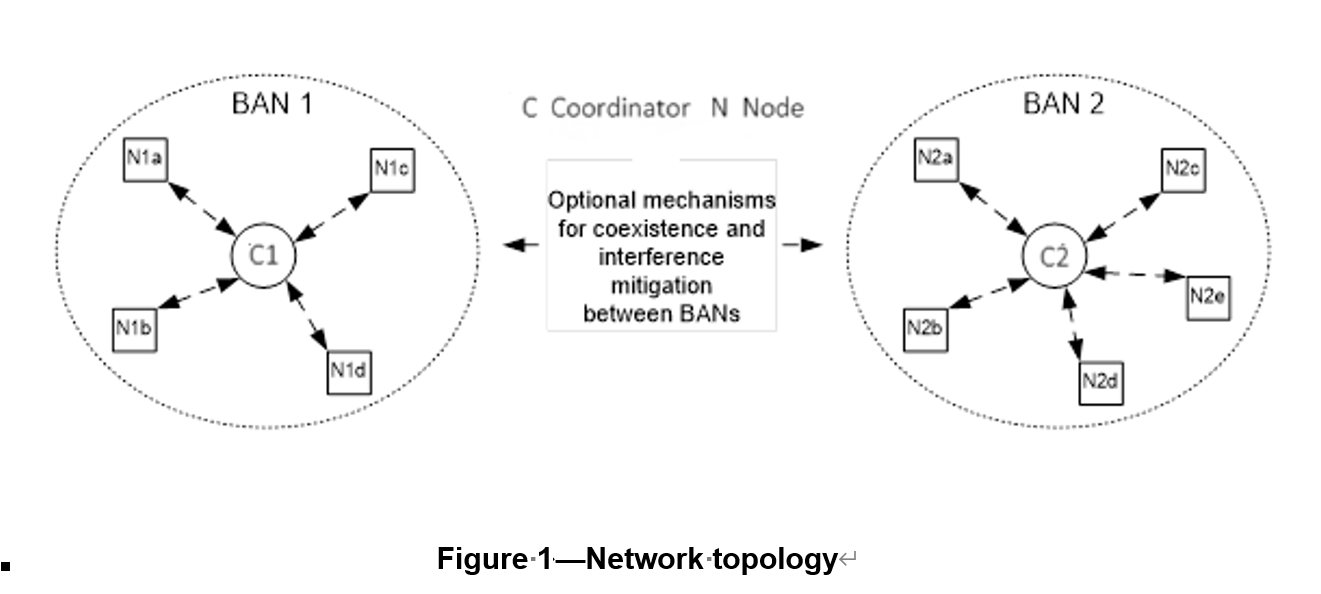 BAN 1
C Coordinator N Node
BAN 2
N1a
N1c
N2a
N2c
Optional mechanisms
for coexistence and
interference
mitigation
between BANs
C1
C2
N1b
N1d
N2b
N2e
N2d
Figure·1—Network·topology↵